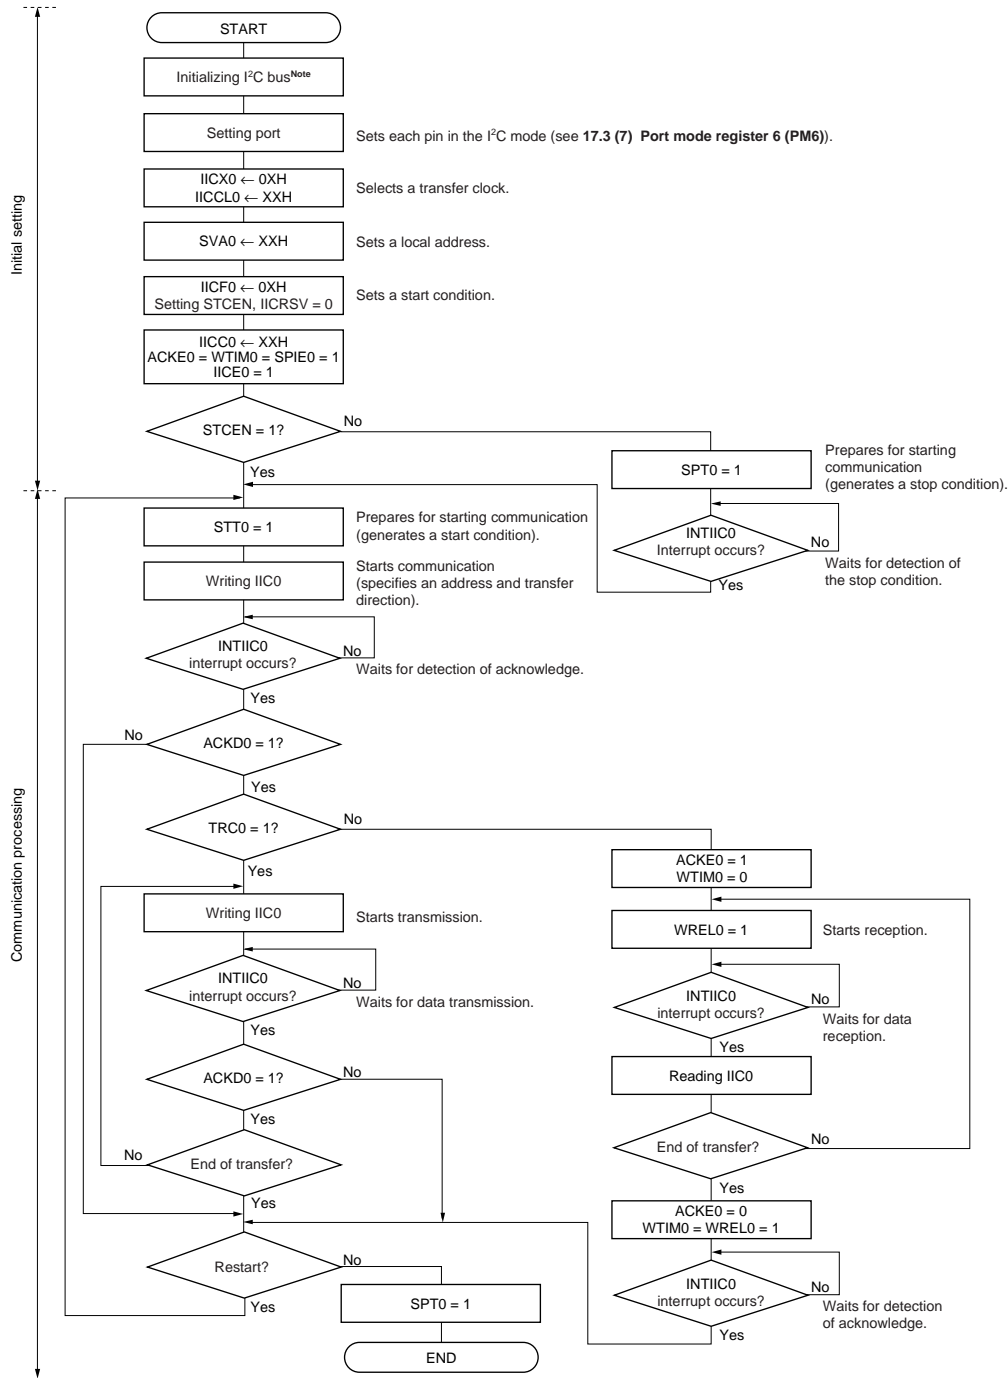 START
Initializing I²C bus^Note
Setting port
Sets each pin in the I²C mode (see 17.3 (7) Port mode register 6 (PM6)).
IICX0 ← 0XH
IICCL0 ← XXH
Selects a transfer clock.
SVA0 ← XXH
Sets a local address.
IICF0 ← 0XH
Setting STCEN, IICRSV = 0
Sets a start condition.
IICC0 ← XXH
ACKE0 = WTIM0 = SPIE0 = 1
IICE0 = 1
Initial setting
STCEN = 1?
No
Yes
SPT0 = 1
Prepares for starting
communication
(generates a stop condition).
INTIIC0
Interrupt occurs?
No
Waits for detection of
the stop condition.
Yes
STT0 = 1
Prepares for starting communication
(generates a start condition).
Writing IIC0
Starts communication
(specifies an address and transfer
direction).
INTIIC0
interrupt occurs?
No
Waits for detection of acknowledge.
Yes
ACKD0 = 1?
No
Yes
TRC0 = 1?
No
Yes
Communication processing
Writing IIC0
Starts transmission.
INTIIC0
interrupt occurs?
No
Waits for data transmission.
Yes
ACKD0 = 1?
No
Yes
End of transfer?
No
Yes
ACKE0 = 1
WTIM0 = 0
WREL0 = 1
Starts reception.
INTIIC0
interrupt occurs?
No
Waits for data
reception.
Yes
Reading IIC0
End of transfer?
No
Yes
ACKE0 = 0
WTIM0 = WREL0 = 1
INTIIC0
interrupt occurs?
No
Waits for detection
of acknowledge.
Yes
Restart?
No
Yes
SPT0 = 1
END